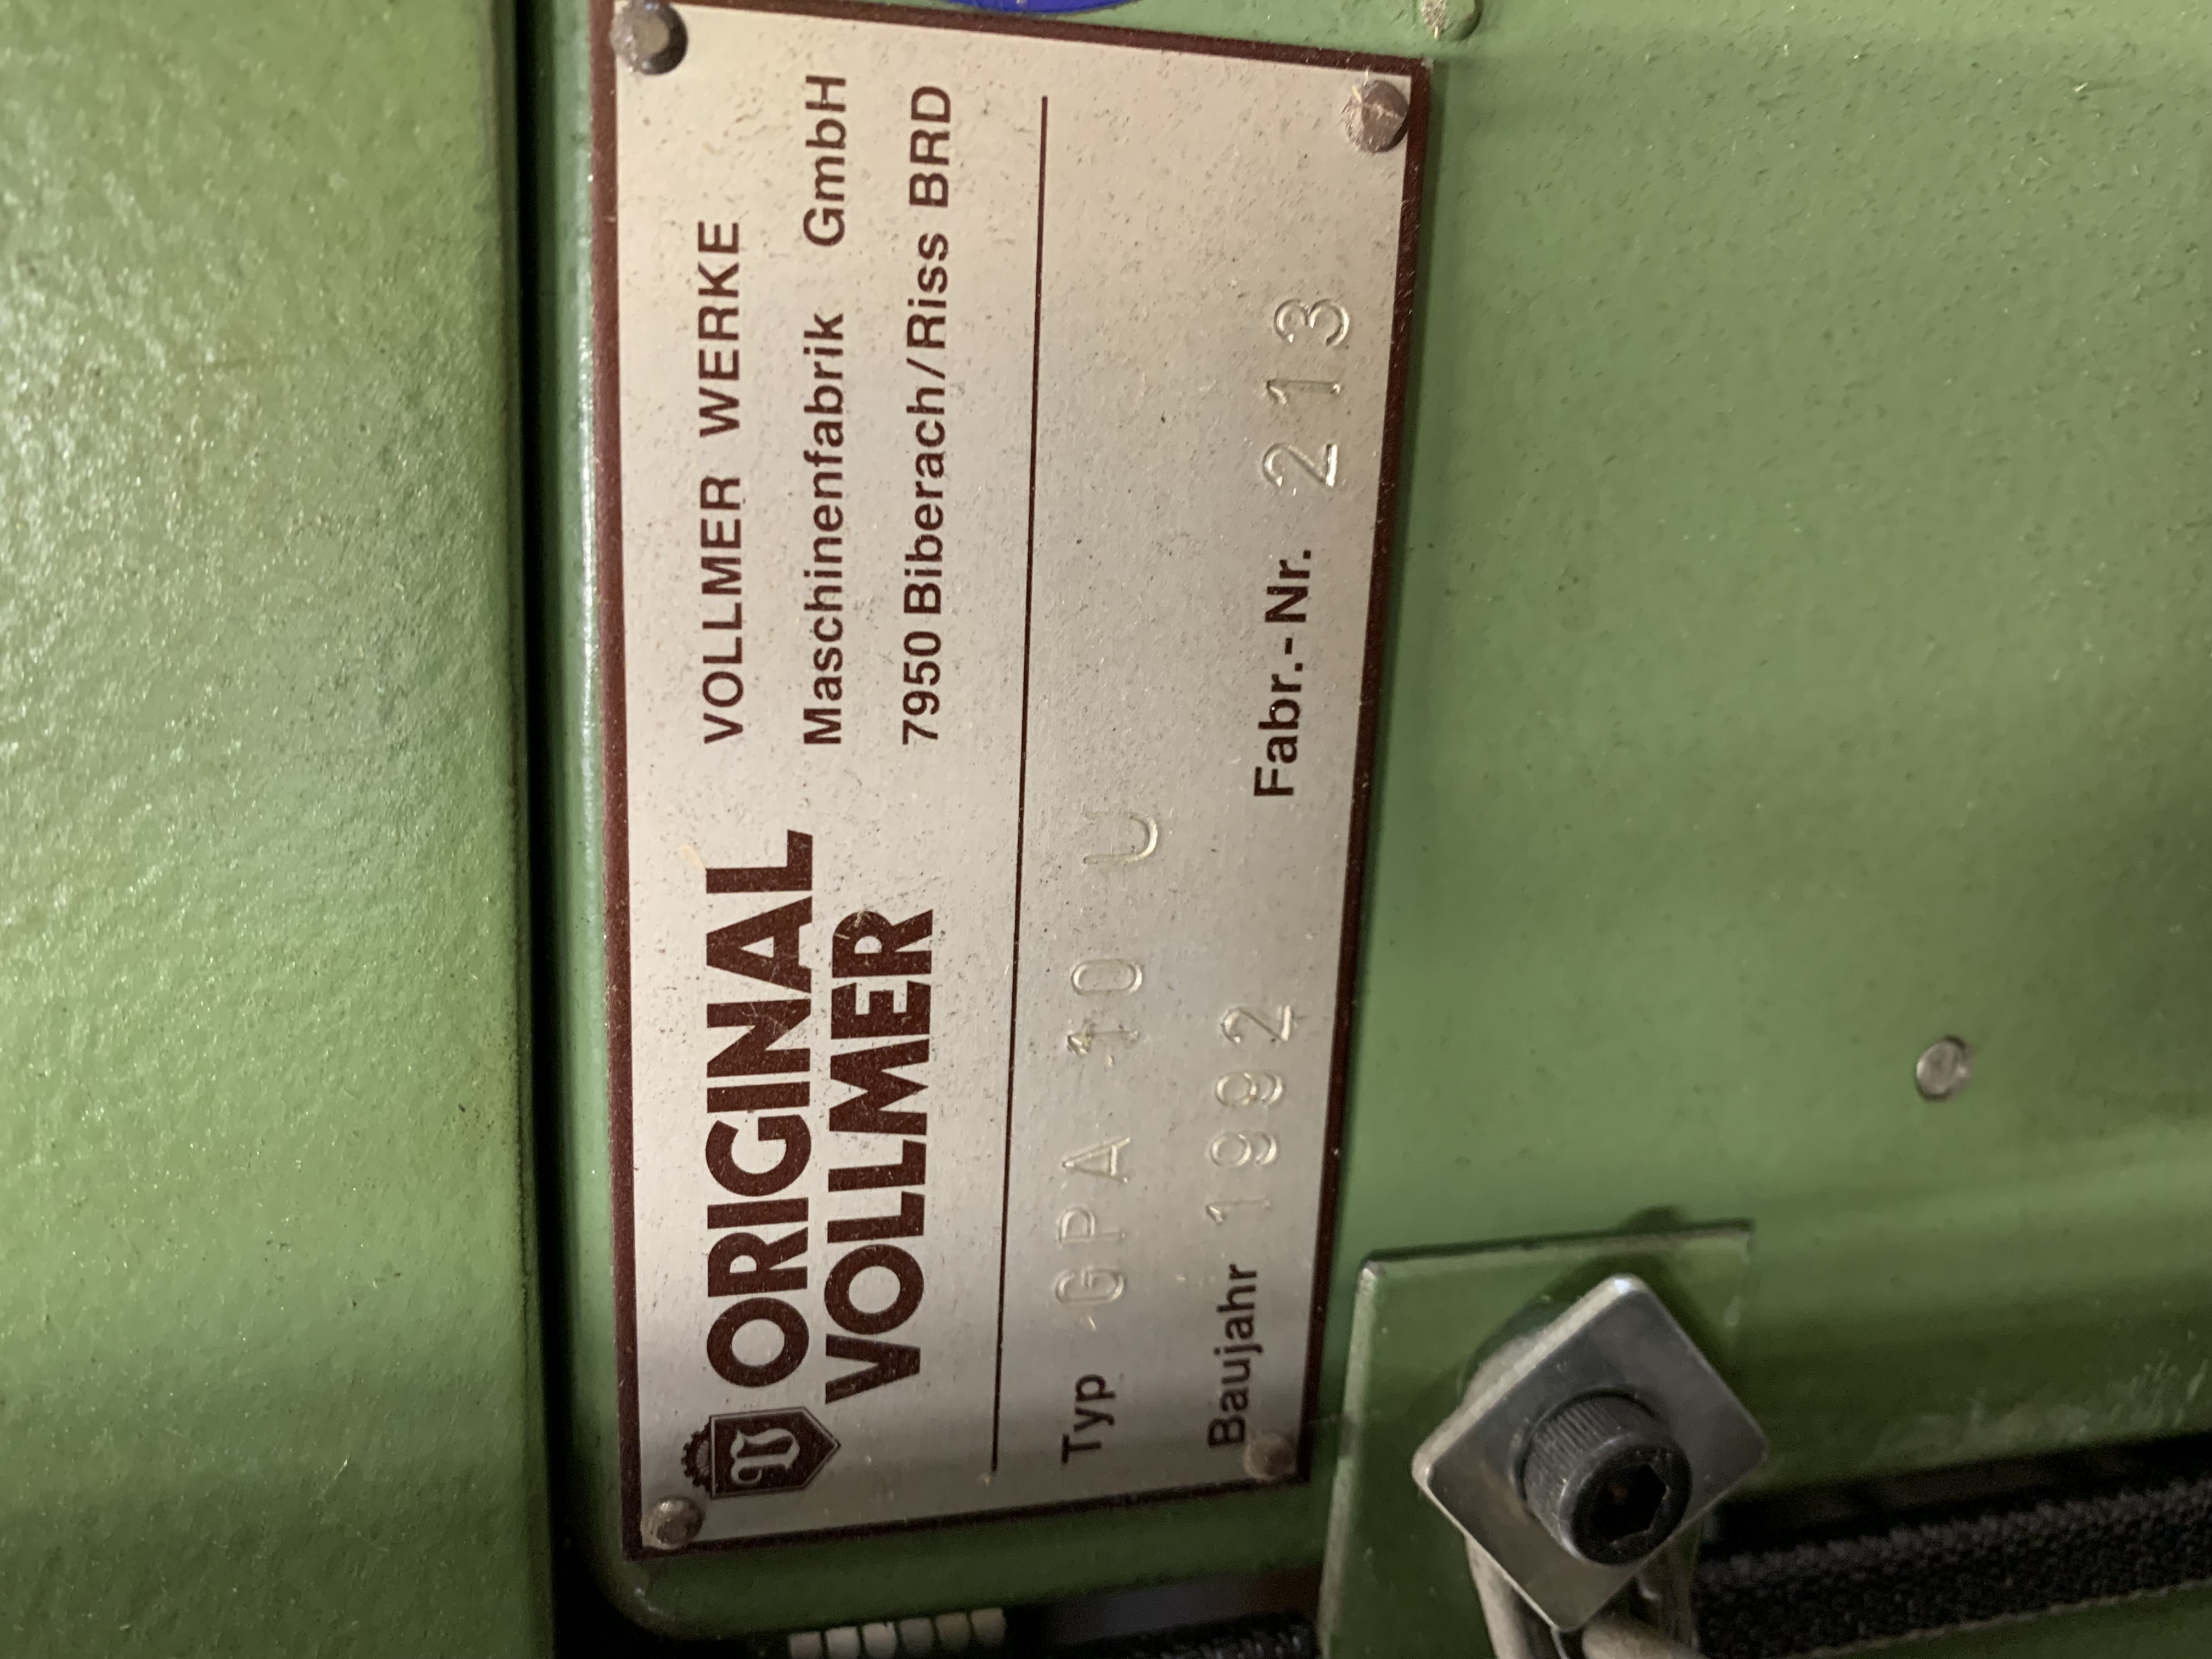 ORIGINAL
VOLLMER
VOLLMER WERKE
Maschinenfabrik GmbH
7950 Biberach/Riss BRD
Typ GPA 10 U
Baujahr 1992 Fabr.-Nr. 213